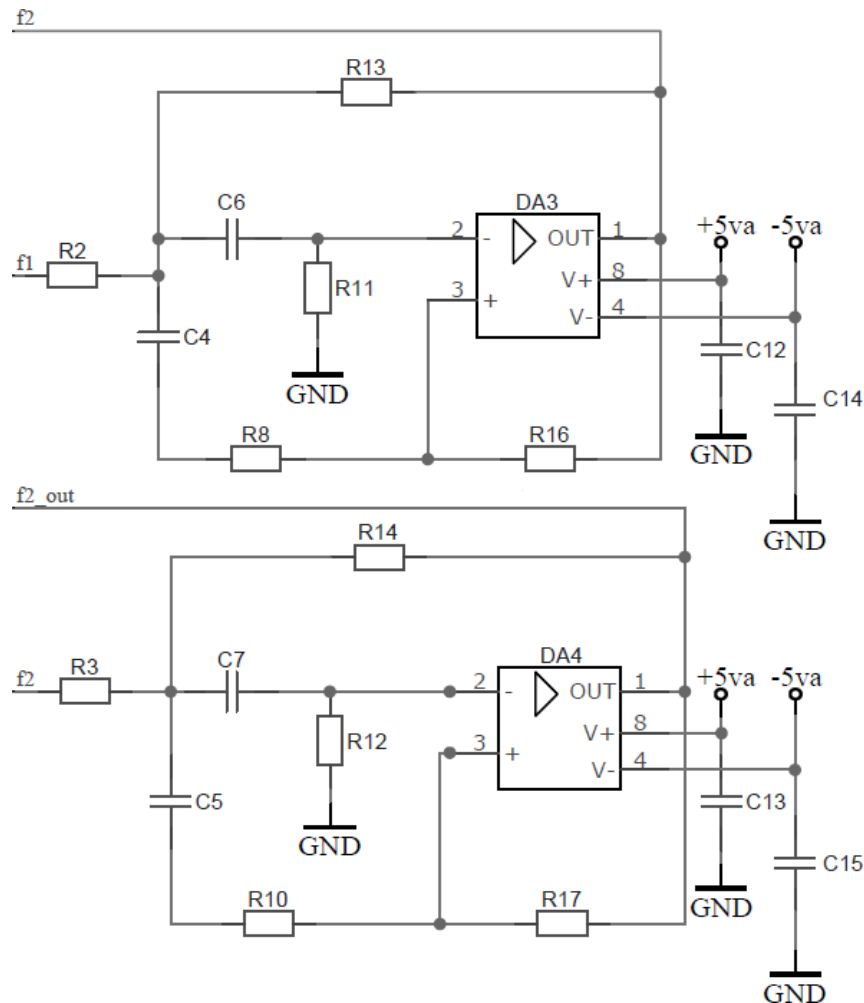 f2
R13
C6
DA3
+5va -5va
f1 R2
2 - OUT 1
R11
V+ 8
3 +
V- 4
C4
C12
GND
C14
R8
R16
GND
f2_out
GND
R14
f2 R3
C7
DA4
+5va -5va
2 - OUT 1
R12
V+ 8
3 +
V- 4
C5
C13
GND
C15
R10
R17
GND
GND